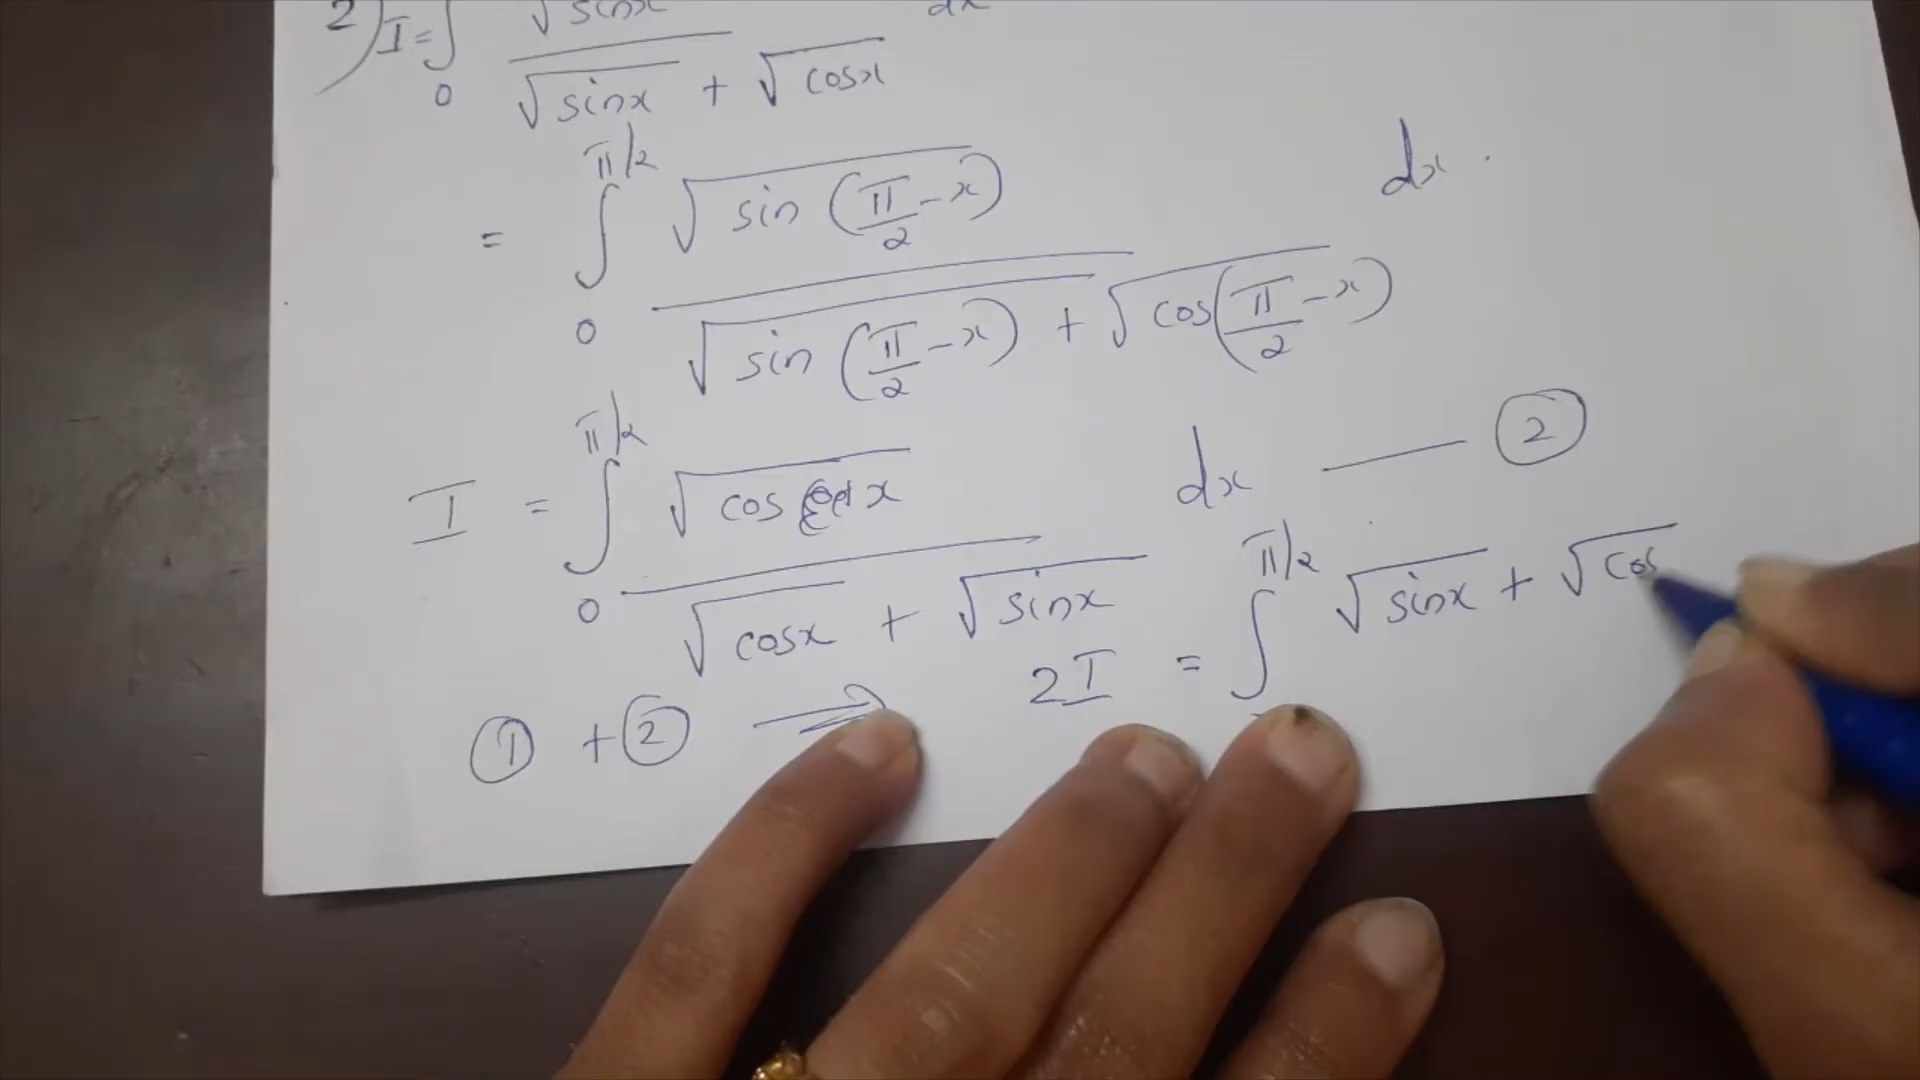 2) I = ∫ √sinx dx
0 √sinx + √cosx
π/2
= ∫ √sin (π/2 - x) dx .
0 √sin (π/2 - x) + √cos (π/2 - x)
π/2
I = ∫ √cos x dx — 2
0 √cosx + √sinx
π/2
1 + 2 ⇒ 2I = ∫ √sinx + √cos